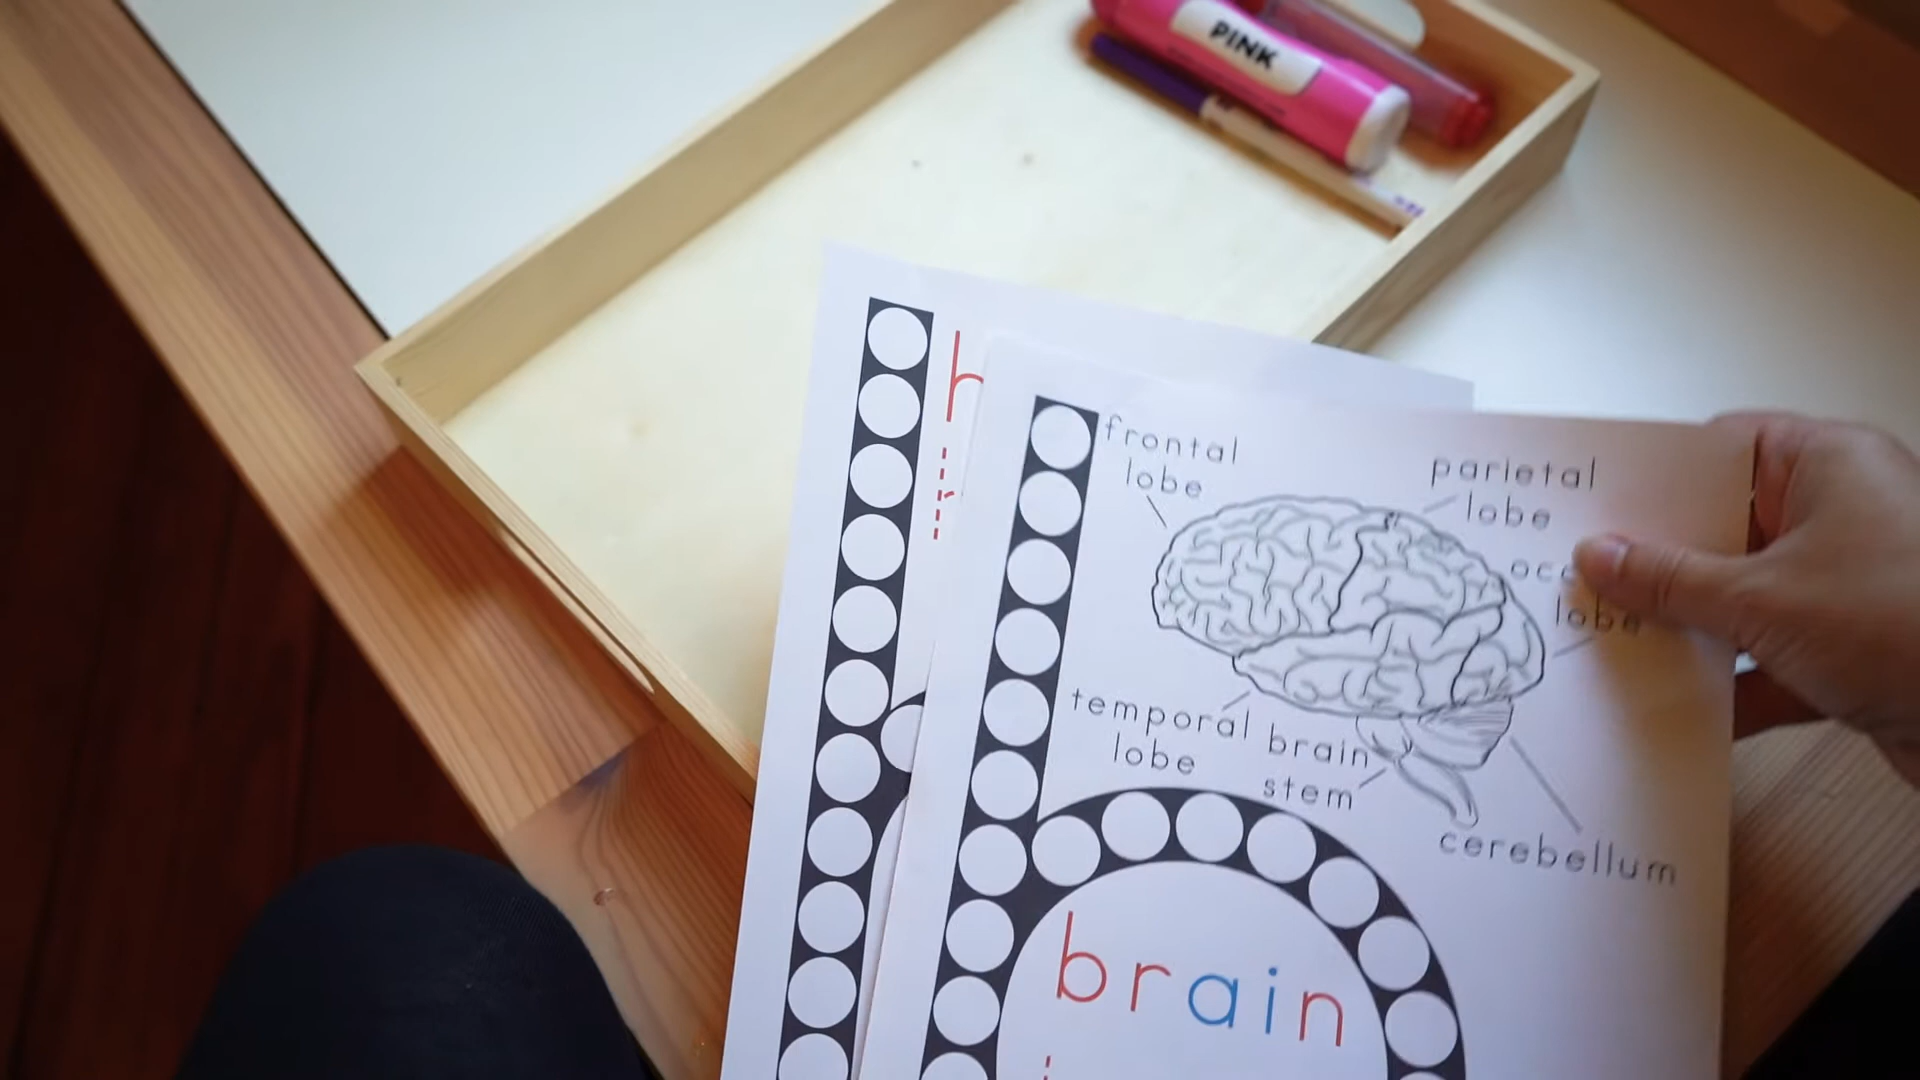 PINK
h
r
frontal
lobe
parietal
lobe
lobe
temporal
lobe
brain
stem
cerebellum
brain